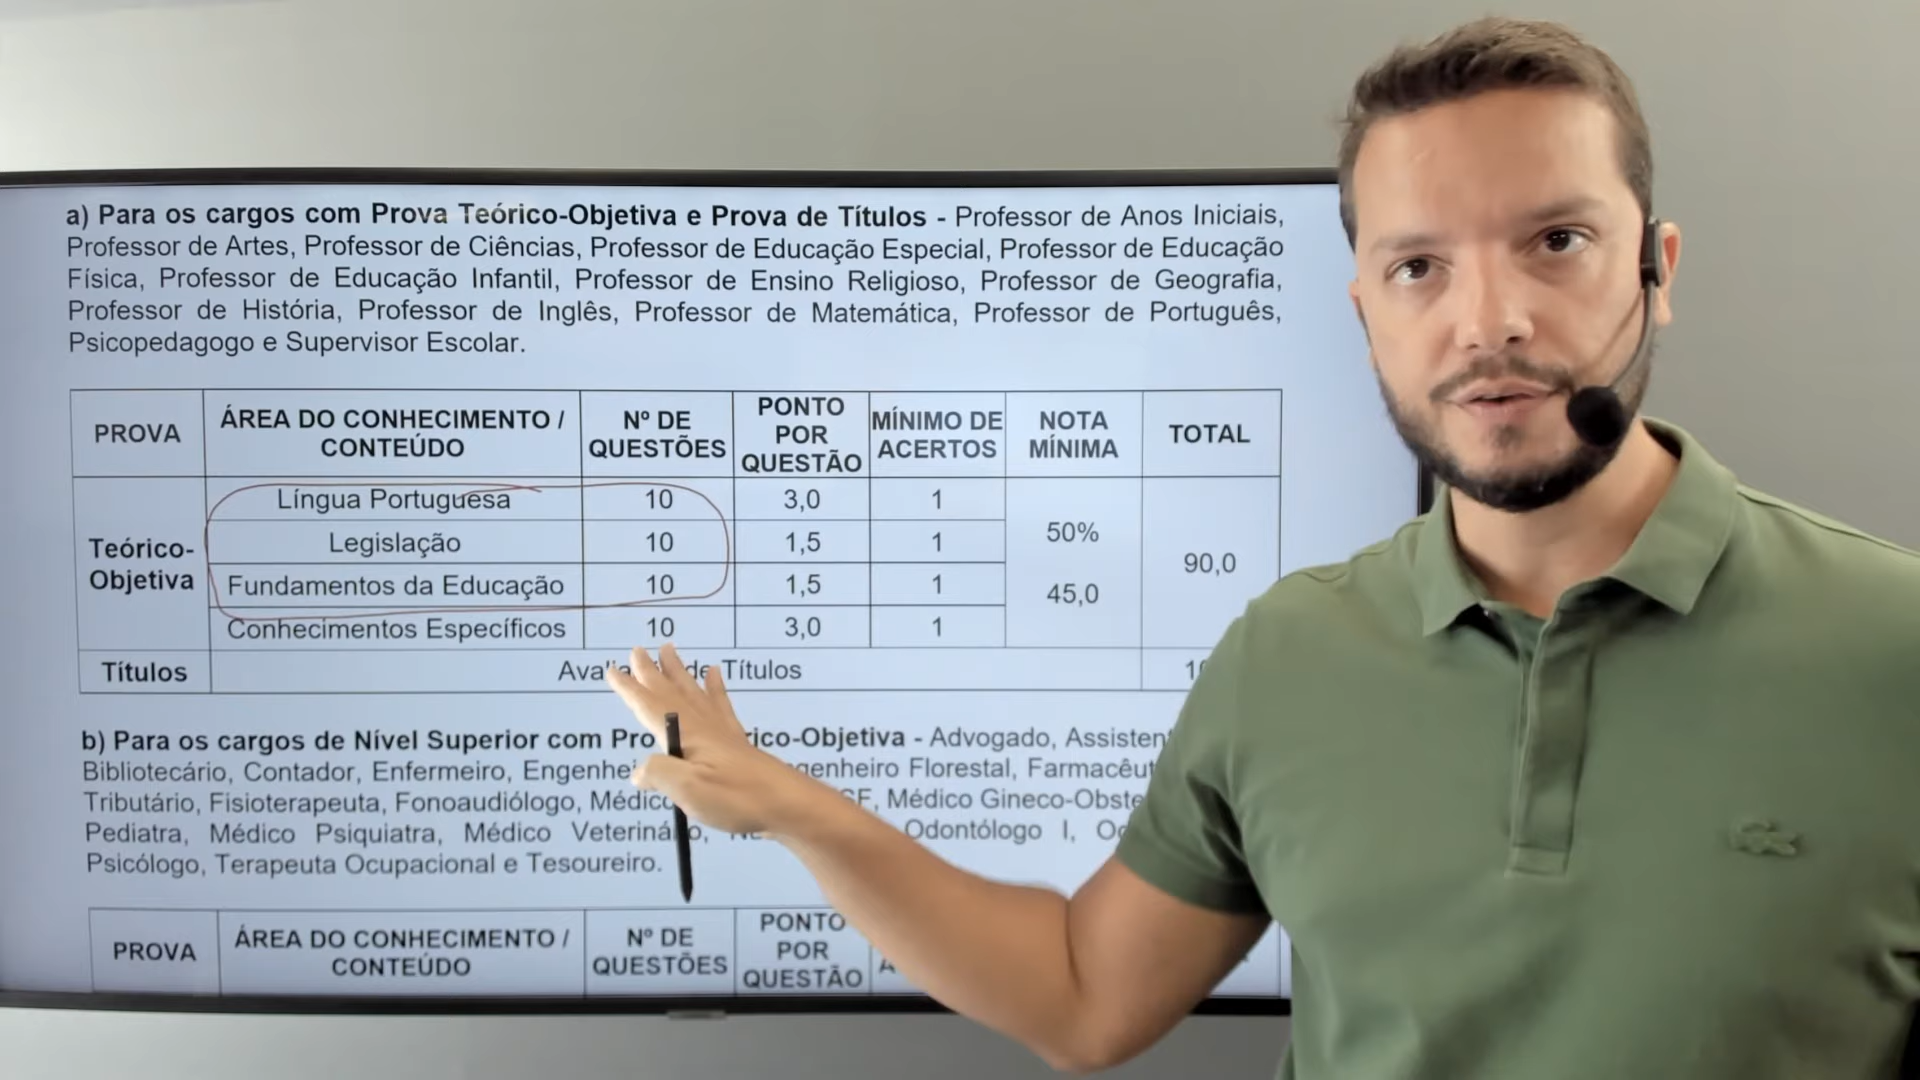 a) Para os cargos com Prova Teórico-Objetiva e Prova de Títulos - Professor de Anos Iniciais,
Professor de Artes, Professor de Ciências, Professor de Educação Especial, Professor de Educação
Física, Professor de Educação Infantil, Professor de Ensino Religioso, Professor de Geografia,
Professor de História, Professor de Inglês, Professor de Matemática, Professor de Português,
Psicopedagogo e Supervisor Escolar.
PROVA ÁREA DO CONHECIMENTO / CONTEÚDO Nº DE QUESTÕES PONTO POR QUESTÃO MÍNIMO DE ACERTOS NOTA MÍNIMA TOTAL
Teórico-Objetiva
Língua Portuguesa 10 3,0 1
Legislação 10 1,5 1
Fundamentos da Educação 10 1,5 1
Conhecimentos Específicos 10 3,0 1
50%
45,0
90,0
Títulos de Títulos
b) Para os cargos de Nível Superior com - Advogado,
Bibliotecário, Contador, Enfermeiro, Florestal,
Tributário, Fisioterapeuta, Fonoaudiólogo, Médico Médico
Pediatra, Médico Psiquiatra, Médico Odontólogo I,
Psicólogo, Terapeuta Ocupacional e Tesoureiro.
PROVA ÁREA DO CONHECIMENTO / CONTEÚDO Nº DE QUESTÕES PONTO POR QUESTÃO